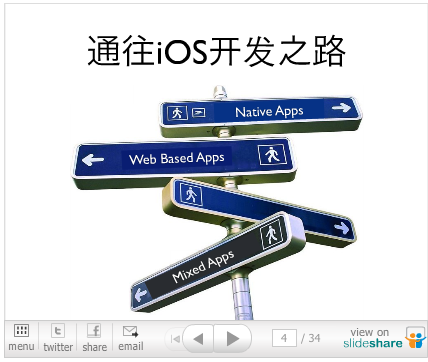 通往iOS开发之路
Native Apps
Web Based Apps
Mixed Apps
menu
twitter
share
email
4 / 34
view on
slideshare